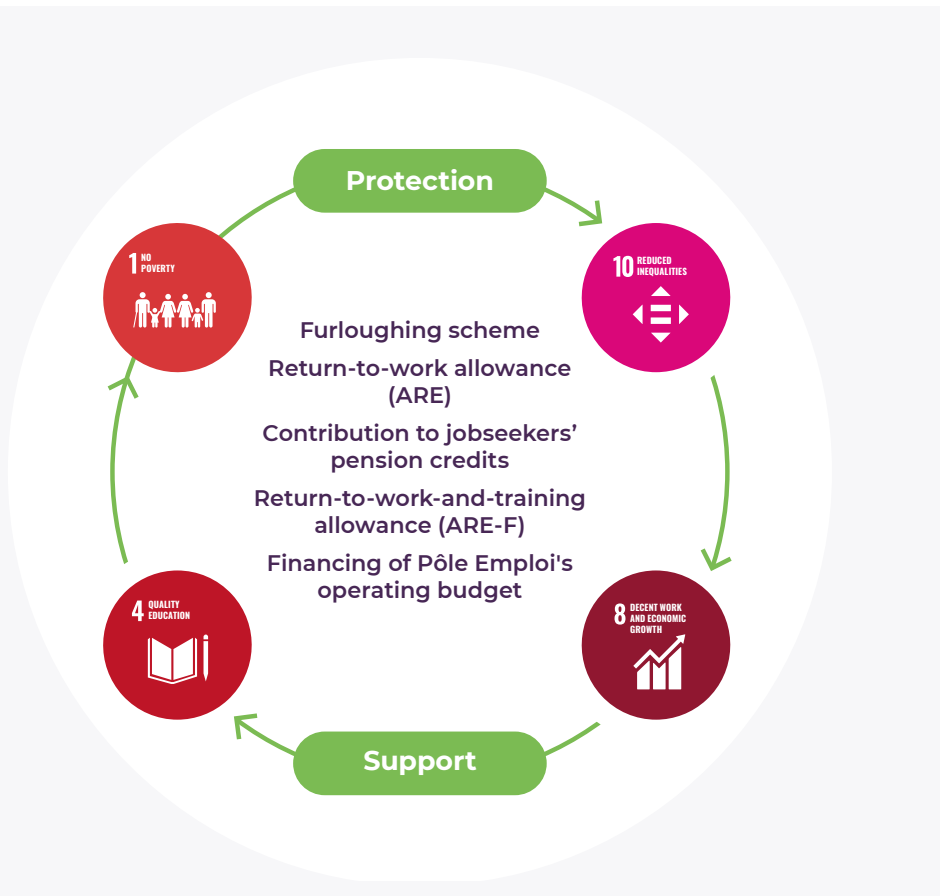 Protection
1 NO
POVERTY
10 REDUCED
INEQUALITIES
Furloughing scheme
Return-to-work allowance
(ARE)
Contribution to jobseekers’
pension credits
Return-to-work-and-training
allowance (ARE-F)
Financing of Pôle Emploi's
operating budget
4 QUALITY
EDUCATION
8 DECENT WORK
AND ECONOMIC
GROWTH
Support